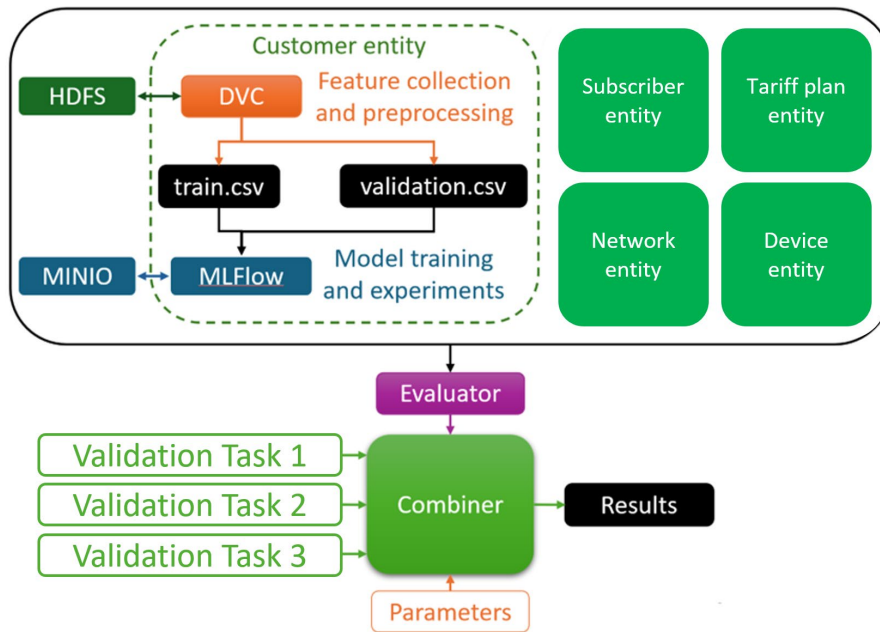 Customer entity
HDFS
DVC
Feature collection
and preprocessing
train.csv
validation.csv
MINIO
MLFlow
Model training
and experiments
Subscriber
entity
Tariff plan
entity
Network
entity
Device
entity
Evaluator
Validation Task 1
Validation Task 2
Validation Task 3
Combiner
Results
Parameters